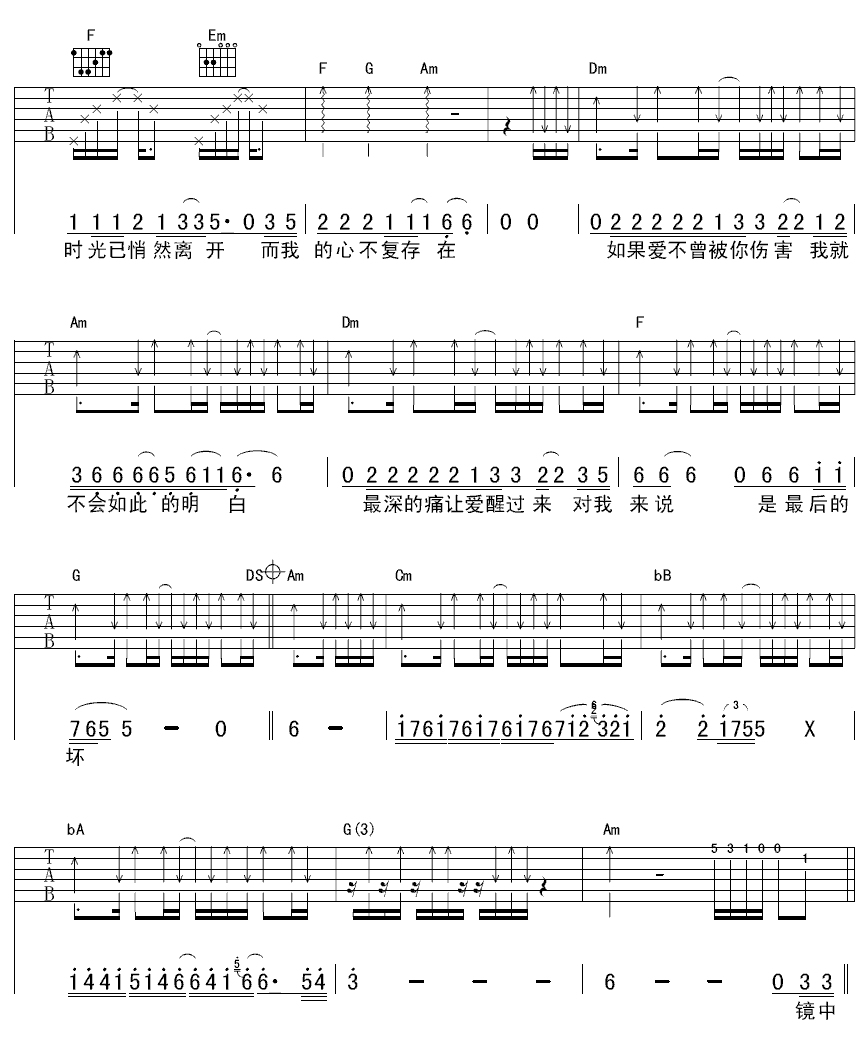 F Em F G Am Dm
T A B
1 1 1 2 1 3 3 5· 0 3 5 | 2 2 2 1 1 1 6 6 | 0 0 | 0 2 2 2 2 2 1 3 3 2 2 1 2
时光已悄然离开 而我的心不复存在 如果爱不曾被你伤害 我就
Am Dm F
T A B
3 6 6 6 6 6 5 6 1 1 6· 6 | 0 2 2 2 2 2 1 3 3 2 2 3 5 | 6 6 6 0 6 6 1 1
不会如此的明白 最深的痛让爱醒过来 对我来说 是最后的
G DS Am Cm bB
T A B
7 6 5 5 - 0 || 6 - | 1 7 6 1 7 6 1 7 6 1 7 6 7 1 2 3 2 1 | 2 2 1 7 5 5 X
6 2 3
坏
bA G(3) Am
T A B
5 3 1 0 0 1
1 4 4 1 5 1 4 6 6 4 1 6 6· 5 4 | 3 - - - | 6 - - 0 3 3
5
镜中